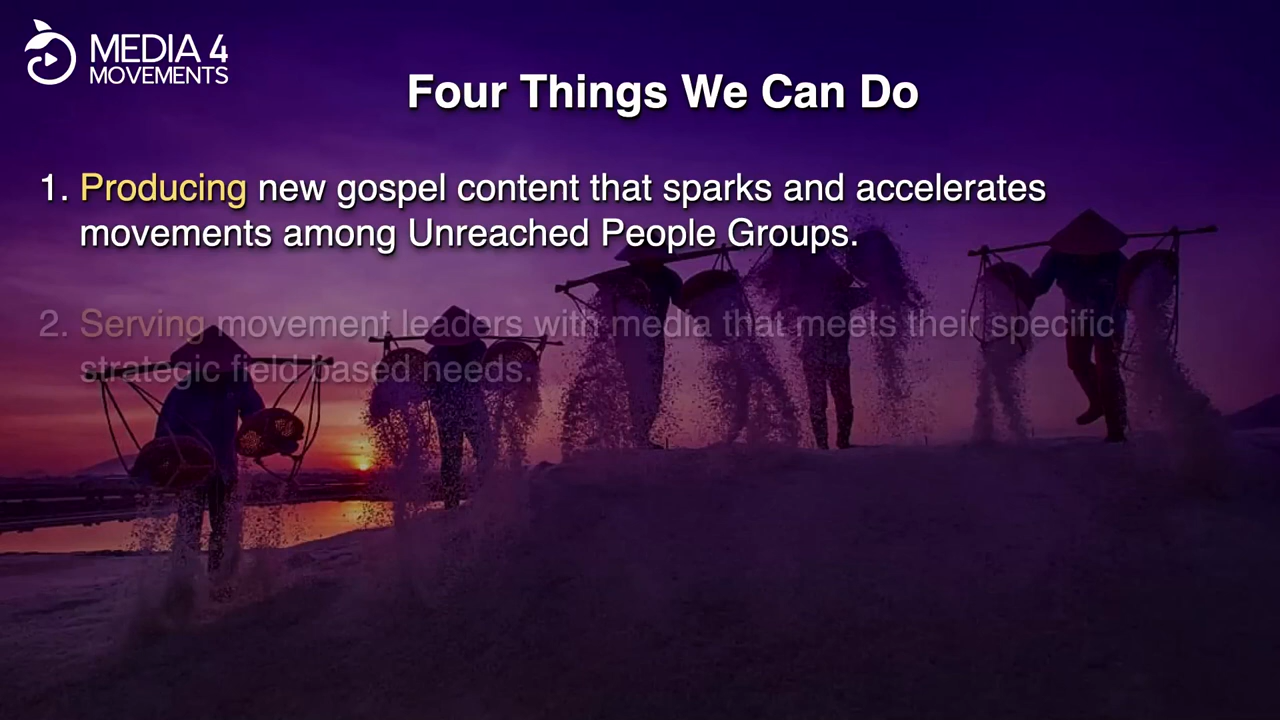 MEDIA 4
MOVEMENTS
Four Things We Can Do
1. Producing new gospel content that sparks and accelerates
movements among Unreached People Groups.
2. Serving movement leaders with media that meets their specific
strategic field based needs.